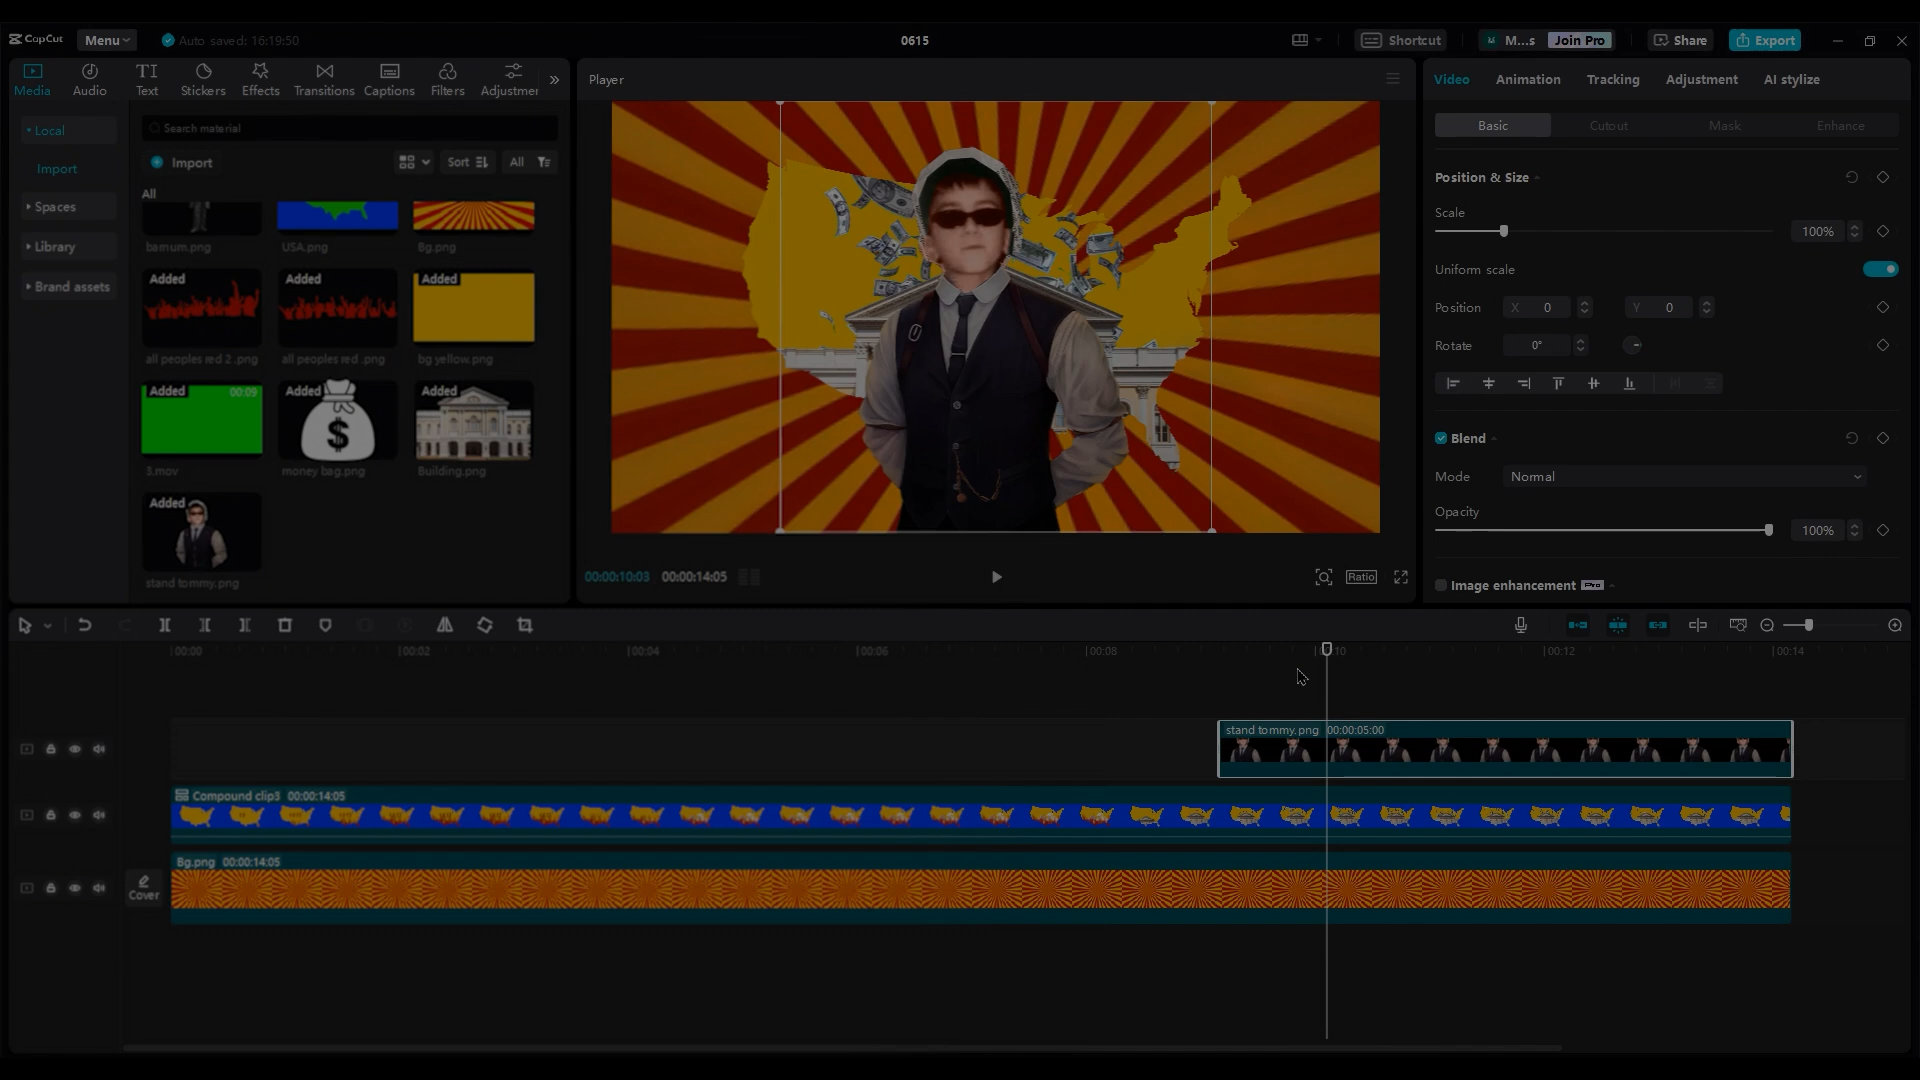 CapCut
Menu
Auto saved: 16:19:50
0615
Shortcut
M...s
Join Pro
Share
Export
Media
Audio
Text
Stickers
Effects
Transitions
Captions
Filters
Adjustmer
Local
Import
Spaces
Library
Brand assets
Search material
Import
Sort
All
All
barnum.png
USA.png
Bg.png
Added
Added
Added
all peoples red 2 .png
all peoples red .png
bg yellow.png
Added
00:09
Added
Added
3.mov
money bag.png
Building.png
Added
stand tommy.png
Player
00:00:10:03
00:00:14:05
Ratio
Video
Animation
Tracking
Adjustment
AI stylize
Basic
Cutout
Mask
Enhance
Position & Size
Scale
100%
Uniform scale
Position
X
0
Y
0
Rotate
0°
Blend
Mode
Normal
Opacity
100%
Image enhancement
Pro
00:00
00:02
00:04
00:06
00:08
00:10
00:12
00:14
stand tommy.png 00:00:05:00
Compound clip3 00:00:14:05
Bg.png 00:00:14:05
Cover